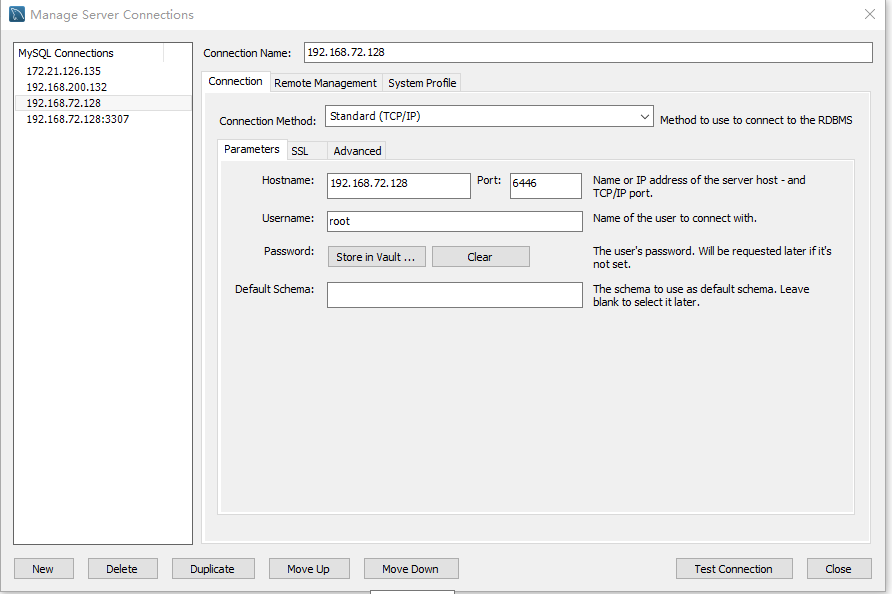 Manage Server Connections
MySQL Connections
172.21.126.135
192.168.200.132
192.168.72.128
192.168.72.128:3307
Connection Name: 192.168.72.128
Connection Remote Management System Profile
Connection Method: Standard (TCP/IP) Method to use to connect to the RDBMS
Parameters SSL Advanced
Hostname: 192.168.72.128 Port: 6446 Name or IP address of the server host - and
TCP/IP port.
Username: root Name of the user to connect with.
Password: Store in Vault ... Clear The user's password. Will be requested later if it's
not set.
Default Schema: The schema to use as default schema. Leave
blank to select it later.
New Delete Duplicate Move Up Move Down Test Connection Close